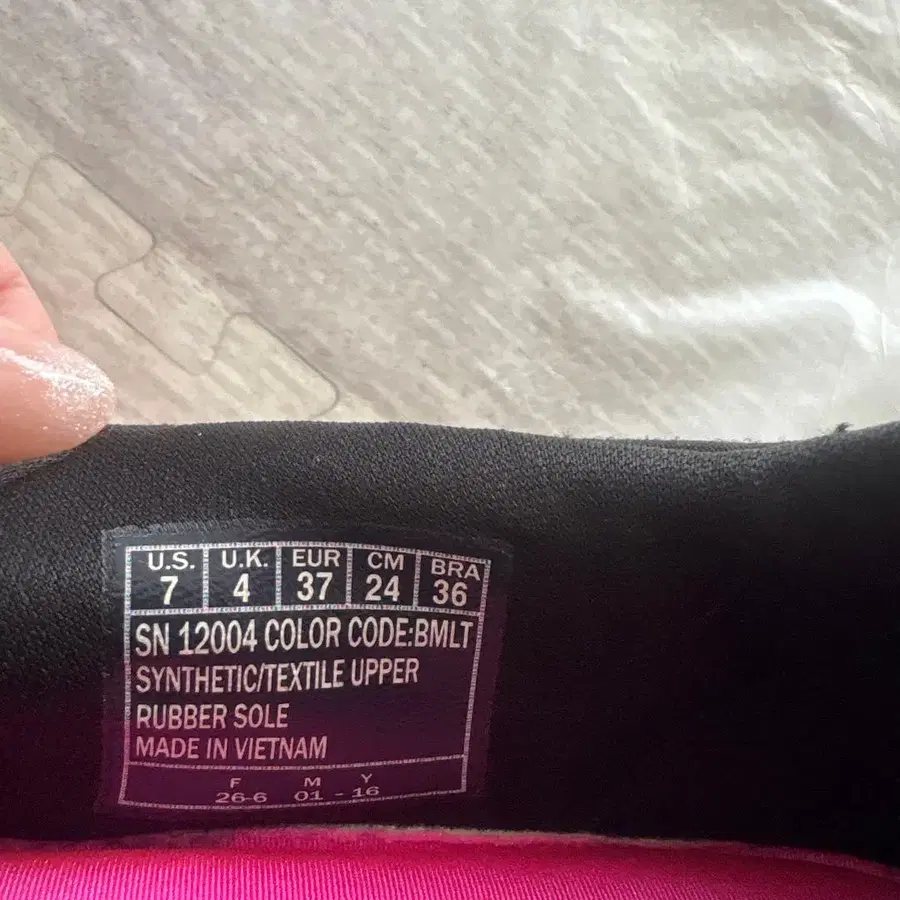 U.S. U.K. EUR CM BRA
7 4 37 24 36
SN 12004 COLOR CODE:BMLT
SYNTHETIC/TEXTILE UPPER
RUBBER SOLE
MADE IN VIETNAM
F M Y
26-6 01 - 16